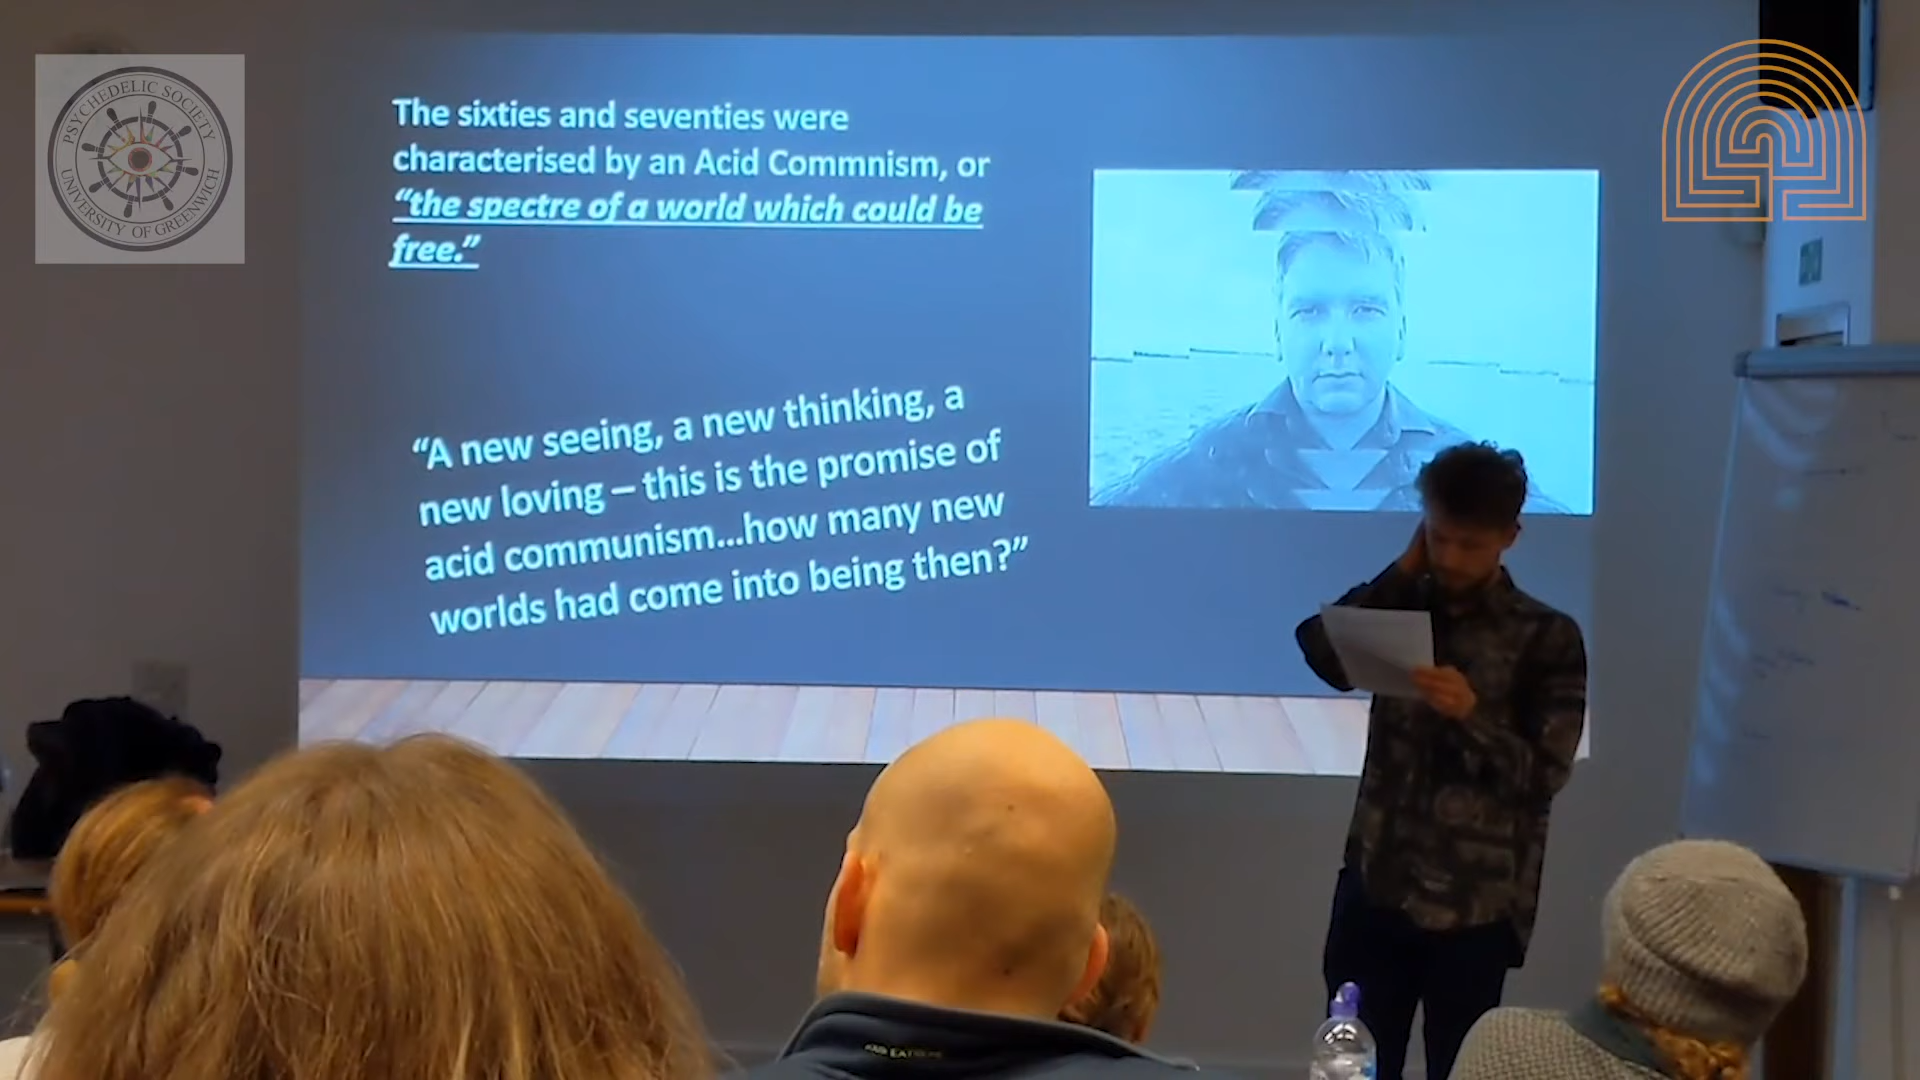 PSYCHEDELIC SOCIETY
UNIVERSITY OF GREENWICH
The sixties and seventies were
characterised by an Acid Commnism, or
“the spectre of a world which could be
free.”
“A new seeing, a new thinking, a
new loving – this is the promise of
acid communism...how many new
worlds had come into being then?”